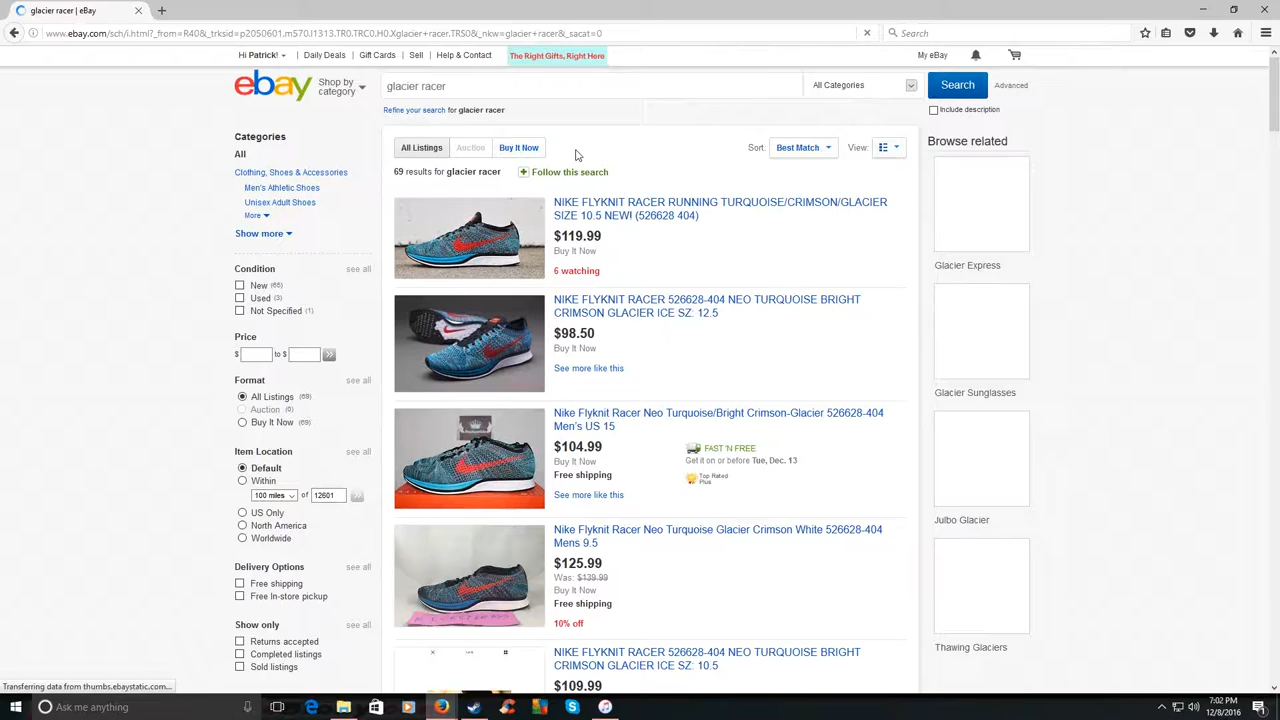 glacier racer | eBay
www.ebay.com/sch/i.html?_from=R40&_trksid=p2050601.m570.l1313.TR0.TRC0.H0.Xglacier+racer.TRS0&_nkw=glacier+racer&_sacat=0
Search
Hi Patrick!
Daily Deals
Gift Cards
Sell
Help & Contact
The Right Gifts, Right Here
My eBay
ebay
Shop by category
glacier racer
All Categories
Search
Advanced
Refine your search for glacier racer
Include description
Categories
All
Clothing, Shoes & Accessories
Men's Athletic Shoes
Unisex Adult Shoes
More
Show more
Condition see all
New (65)
Used (3)
Not Specified (1)
Price
$ to $
Format see all
All Listings (69)
Auction (0)
Buy It Now (69)
Item Location see all
Default
Within
100 miles of 12601
US Only
North America
Worldwide
Delivery Options see all
Free shipping
Free In-store pickup
Show only see all
Returns accepted
Completed listings
Sold listings
All Listings
Auction
Buy It Now
Sort: Best Match
View:
69 results for glacier racer
Follow this search
NIKE FLYKNIT RACER RUNNING TURQUOISE/CRIMSON/GLACIER
SIZE 10.5 NEW! (526628 404)
$119.99
Buy It Now
6 watching
NIKE FLYKNIT RACER 526628-404 NEO TURQUOISE BRIGHT
CRIMSON GLACIER ICE SZ: 12.5
$98.50
Buy It Now
See more like this
Nike Flyknit Racer Neo Turquoise/Bright Crimson-Glacier 526628-404
Men's US 15
$104.99
Buy It Now
Free shipping
See more like this
FAST 'N FREE
Get it on or before Tue, Dec. 13
Top Rated
Plus
Nike Flyknit Racer Neo Turquoise Glacier Crimson White 526628-404
Mens 9.5
$125.99
Was: $139.99
Buy It Now
Free shipping
10% off
NIKE FLYKNIT RACER 526628-404 NEO TURQUOISE BRIGHT
CRIMSON GLACIER ICE SZ: 10.5
$109.99
Browse related
Glacier Express
Glacier Sunglasses
Julbo Glacier
Thawing Glaciers
Transferring data from thumbs.ebaystatic.com...
Ask me anything
7:02 PM
12/8/2016